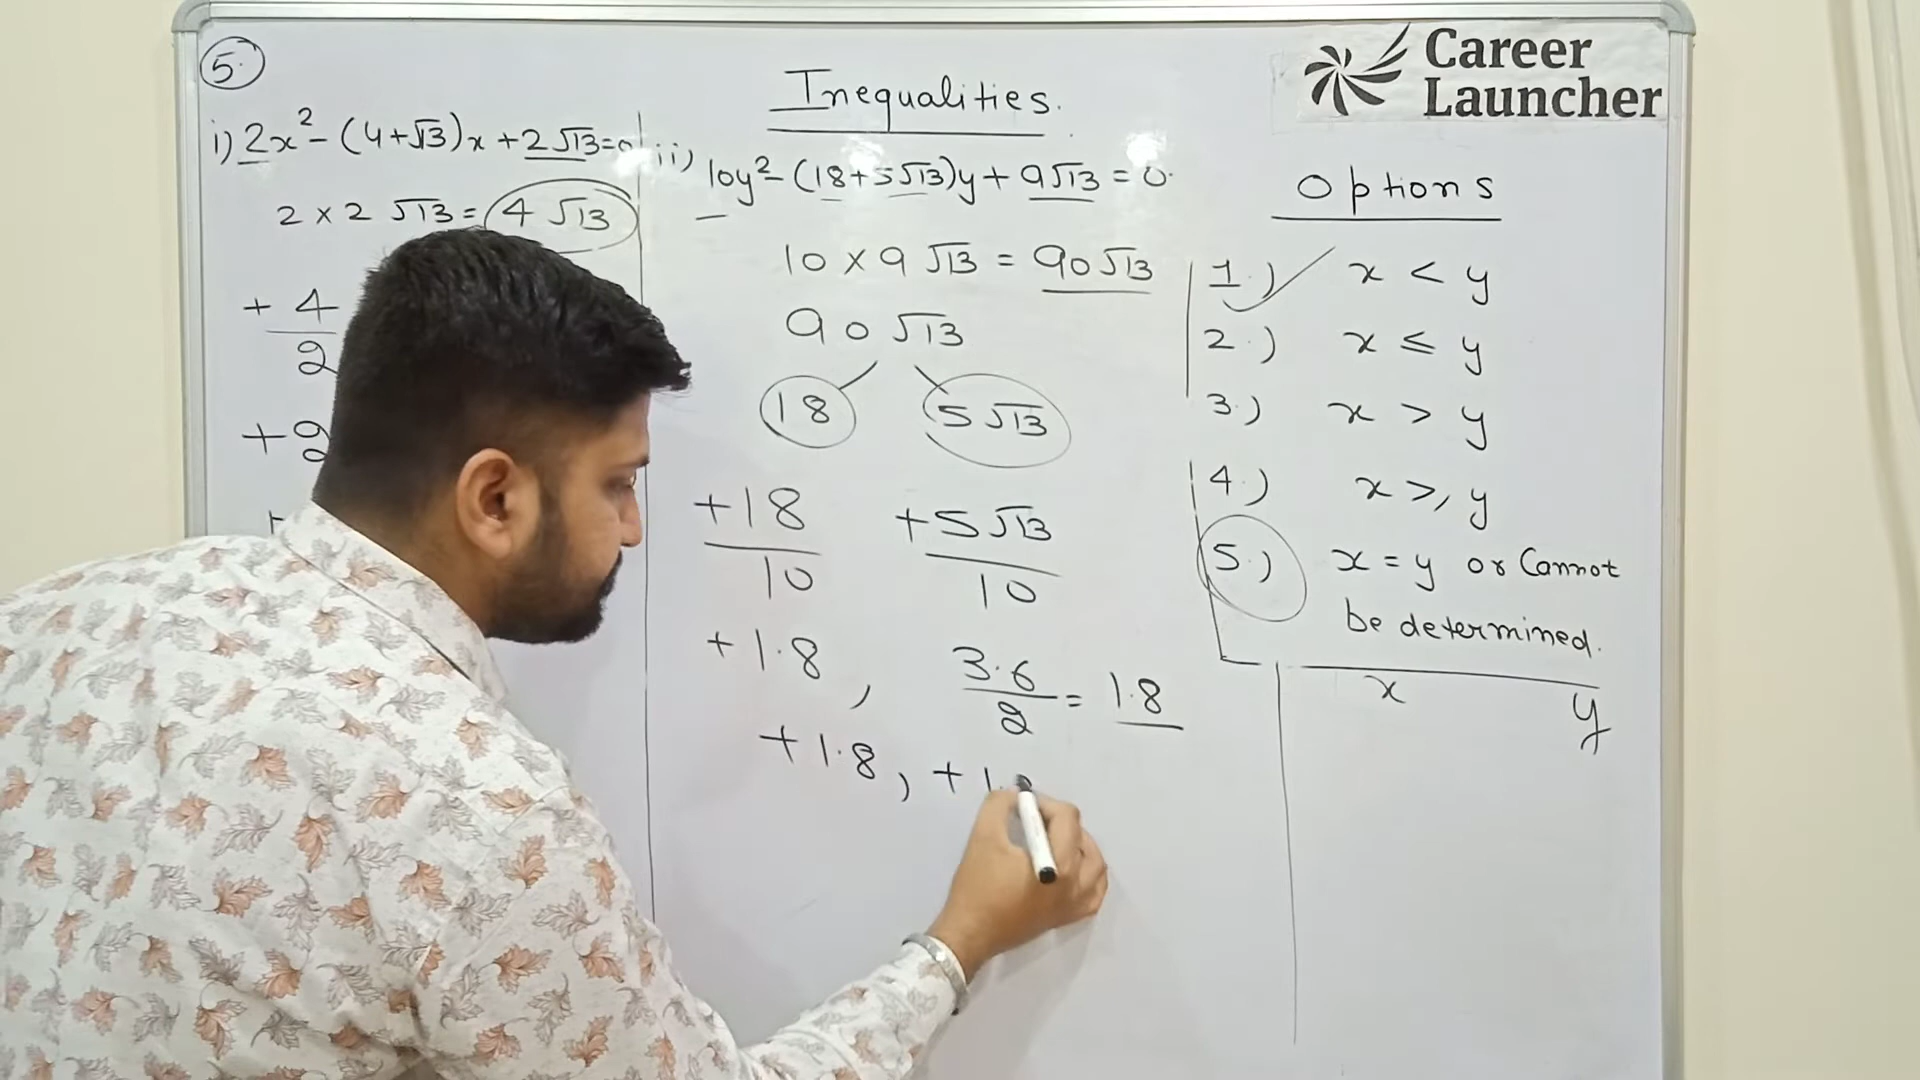 5.
Inequalities.
Career
Launcher
i) 2x² - (4+√13)x + 2√13=0
2 × 2 √13 = 4 √13
+ 4
2
+2
ii) 10y² - (18+5√13)y + 9√13 = 0.
10 × 9 √13 = 90√13
90 √13
18 5√13
+18 +5√13
10 10
+1.8, 3.6 = 1.8
2
+1.8, +1.
Options
1.) x < y
2.) x ≤ y
3.) x > y
4.) x ≥ y
5.) x = y or Cannot
be determined.
x y